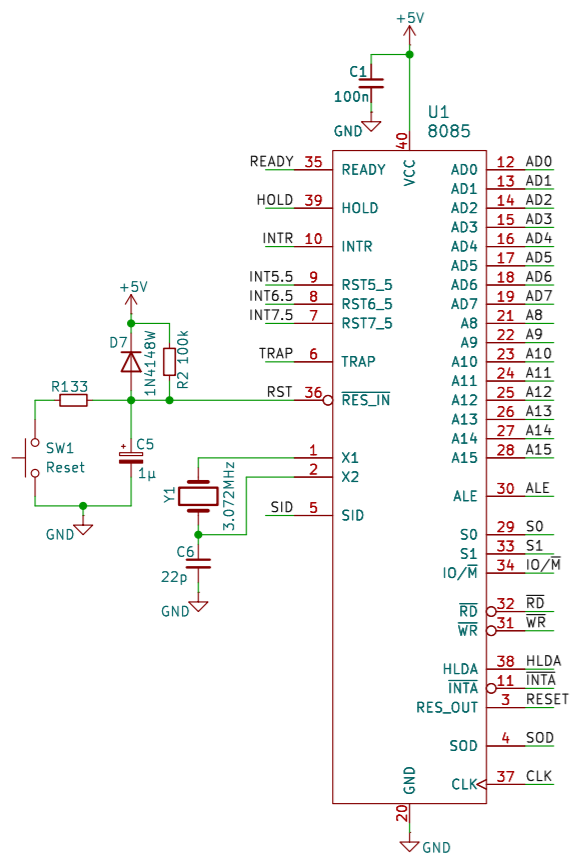 +5V
C1
100n
GND
U1
8085
40
VCC
READY 35 READY
HOLD 39 HOLD
INTR 10 INTR
INT5.5 9 RST5_5
INT6.5 8 RST6_5
INT7.5 7 RST7_5
TRAP 6 TRAP
RST 36 R̅E̅S̅_̅I̅N̅
1 X1
2 X2
SID 5 SID
AD0 12 AD0
AD1 13 AD1
AD2 14 AD2
AD3 15 AD3
AD4 16 AD4
AD5 17 AD5
AD6 18 AD6
AD7 19 AD7
A8 21 A8
A9 22 A9
A10 23 A10
A11 24 A11
A12 25 A12
A13 26 A13
A14 27 A14
A15 28 A15
ALE 30 ALE
S0 29 S0
S1 33 S1
IO/M̅ 34 IO/M̅
R̅D̅ 32 R̅D̅
W̅R̅ 31 W̅R̅
HLDA 38 HLDA
I̅N̅T̅A̅ 11 I̅N̅T̅A̅
RES_OUT 3 RESET
SOD 4 SOD
CLK 37 CLK
GND
20
GND
+5V
D7
1N4148W
R2 100k
R133
SW1
Reset
C5
+
1µ
GND
Y1
3.072MHz
C6
22p
GND